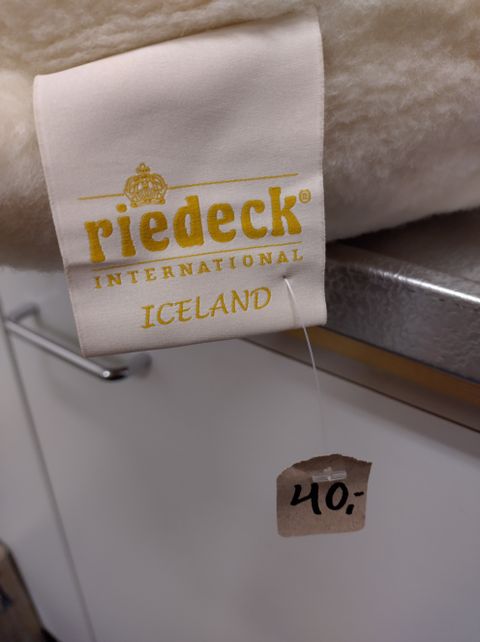 riedeck®
INTERNATIONAL
ICELAND
40,-